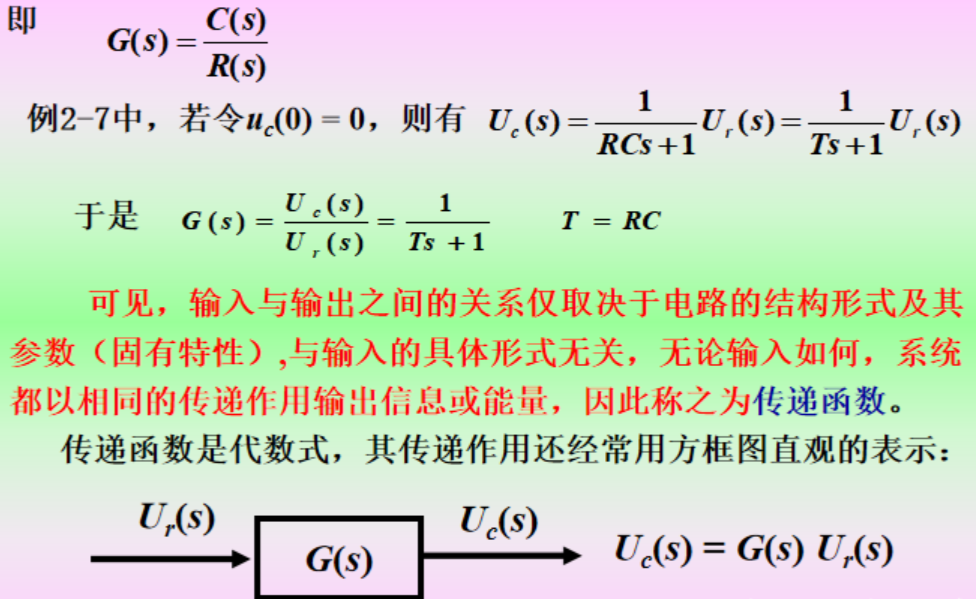 即 G(s) = C(s)/R(s)
例2-7中，若令u_c(0) = 0，则有 U_c(s) = 1/(RCs+1) U_r(s) = 1/(Ts+1) U_r(s)
于是 G(s) = U_c(s)/U_r(s) = 1/(Ts+1) T = RC
可见，输入与输出之间的关系仅取决于电路的结构形式及其
参数（固有特性）,与输入的具体形式无关，无论输入如何，系统
都以相同的传递作用输出信息或能量，因此称之为传递函数。
传递函数是代数式，其传递作用还经常用方框图直观的表示：
U_r(s) G(s) U_c(s) U_c(s) = G(s) U_r(s)